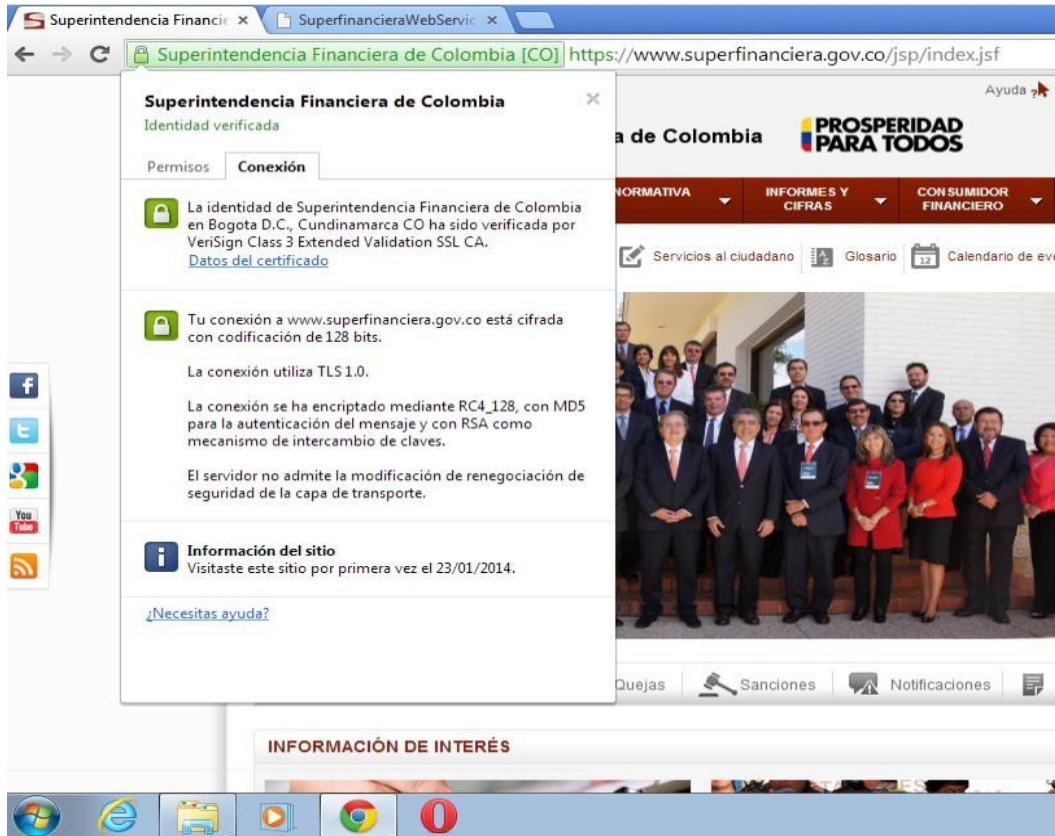 Superintendencia Financie
SuperfinancieraWebServic
Superintendencia Financiera de Colombia [CO]
https://www.superfinanciera.gov.co/jsp/index.jsf
Superintendencia Financiera de Colombia
Identidad verificada
Permisos Conexión
La identidad de Superintendencia Financiera de Colombia
en Bogota D.C., Cundinamarca CO ha sido verificada por
VeriSign Class 3 Extended Validation SSL CA.
Datos del certificado
Tu conexión a www.superfinanciera.gov.co está cifrada
con codificación de 128 bits.
La conexión utiliza TLS 1.0.
La conexión se ha encriptado mediante RC4_128, con MD5
para la autenticación del mensaje y con RSA como
mecanismo de intercambio de claves.
El servidor no admite la modificación de renegociación de
seguridad de la capa de transporte.
Información del sitio
Visitaste este sitio por primera vez el 23/01/2014.
¿Necesitas ayuda?
Ayuda ?
a de Colombia
PROSPERIDAD
PARA TODOS
NORMATIVA
INFORMES Y
CIFRAS
CONSUMIDOR
FINANCIERO
Servicios al ciudadano
A
Z
Glosario
12
Calendario de eve
You
Tube
Quejas
Sanciones
Notificaciones
INFORMACIÓN DE INTERÉS